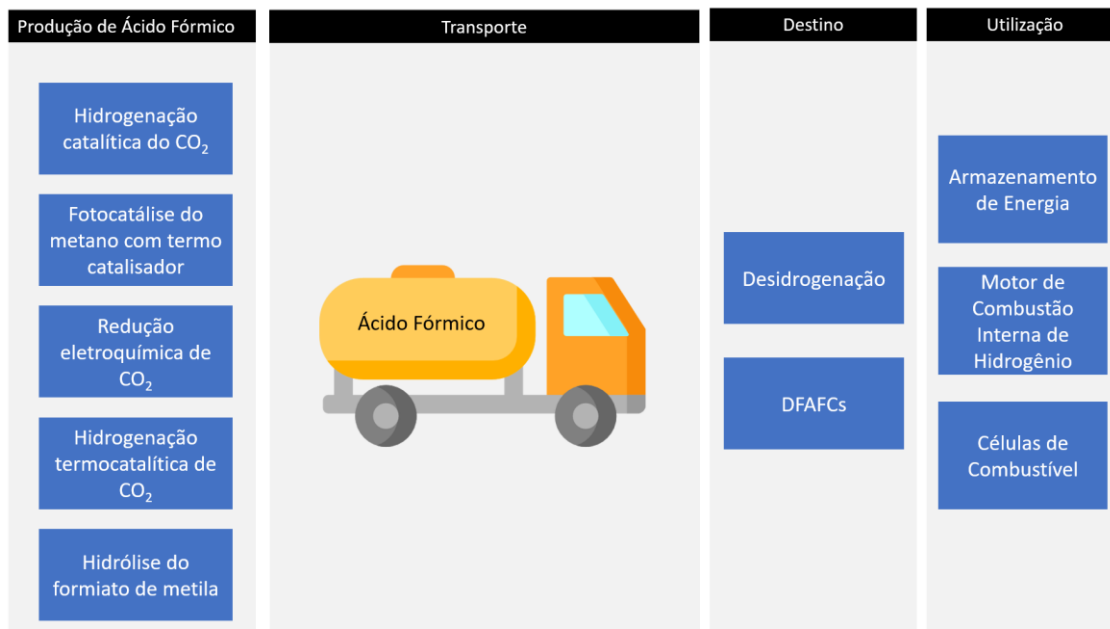 Produção de Ácido Fórmico
Transporte
Destino
Utilização
Hidrogenação
catalítica do CO₂
Fotocatálise do
metano com termo
catalisador
Redução
eletroquímica de
CO₂
Hidrogenação
termocatalítica de
CO₂
Hidrólise do
formiato de metila
Ácido Fórmico
Desidrogenação
DFAFCs
Armazenamento
de Energia
Motor de
Combustão
Interna de
Hidrogênio
Células de
Combustível